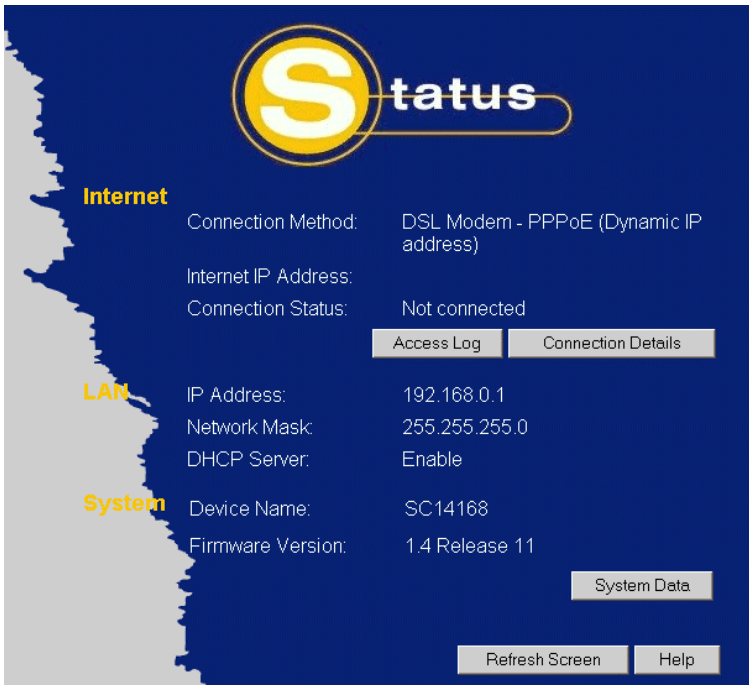 Status
Internet
Connection Method: DSL Modem - PPPoE (Dynamic IP
address)
Internet IP Address:
Connection Status: Not connected
Access Log Connection Details
LAN IP Address: 192.168.0.1
Network Mask: 255.255.255.0
DHCP Server: Enable
System Device Name: SC14168
Firmware Version: 1.4 Release 11
System Data
Refresh Screen Help